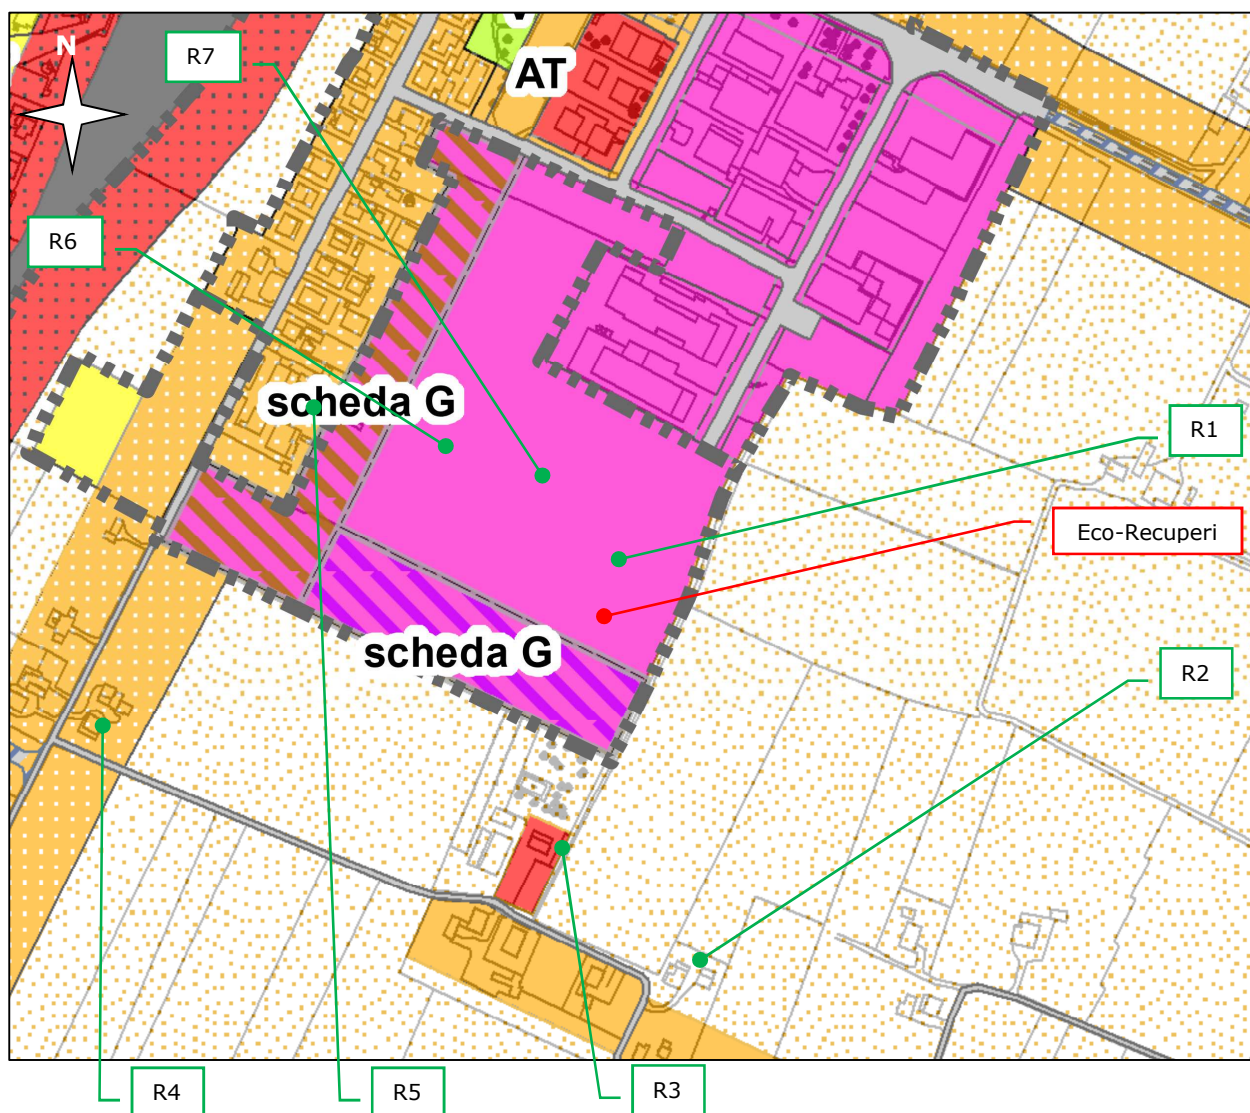 N
R7
V
AT
R6
scheda G
R1
Eco-Recuperi
scheda G
R2
R4
R5
R3